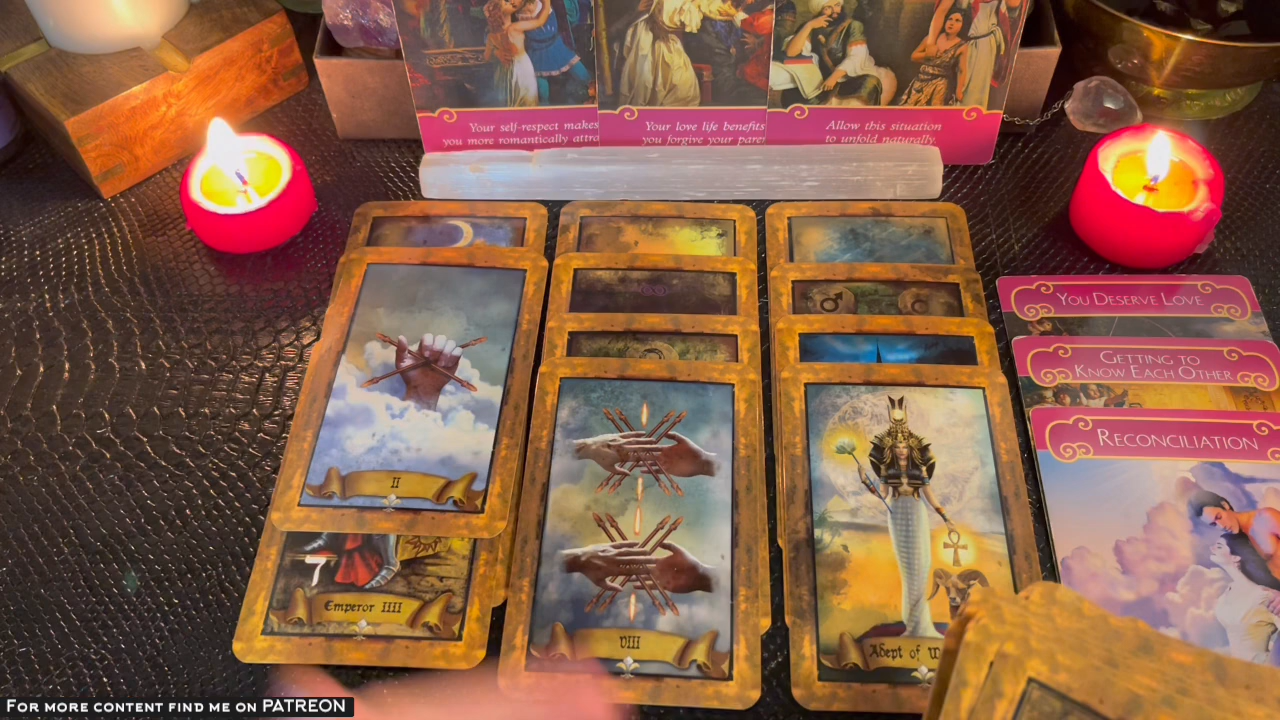 Your self-respect makes
you more romantically
Your love life benefits
you forgive your
Allow this situation
to unfold naturally.
YOU DESERVE LOVE
GETTING TO
KNOW EACH OTHER
RECONCILIATION
II
Emperor IIII
VIII
Adept of
FOR MORE CONTENT FIND ME ON PATREON